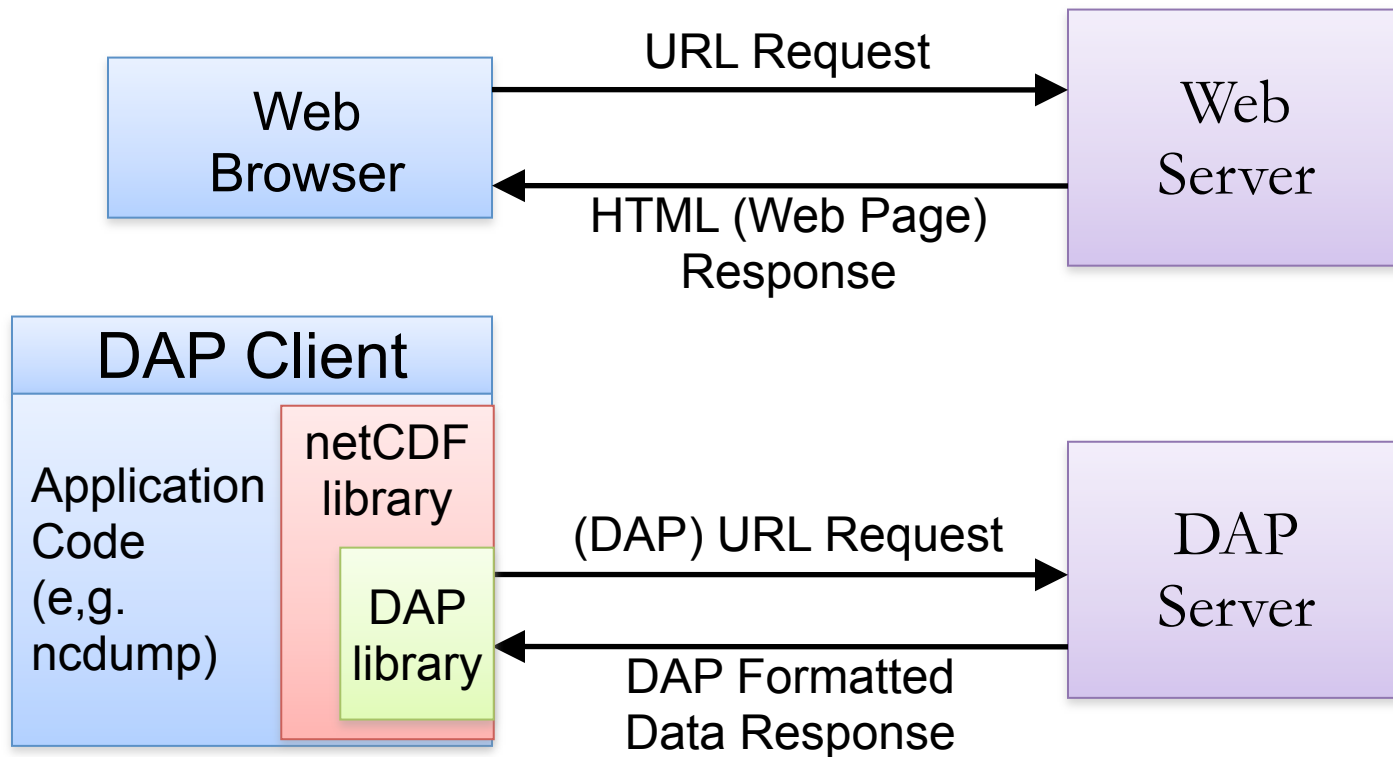 URL Request
Web
Browser
Web
Server
HTML (Web Page)
Response
DAP Client
netCDF
library
Application
Code
(e,g.
ncdump)
DAP
library
(DAP) URL Request
DAP
Server
DAP Formatted
Data Response